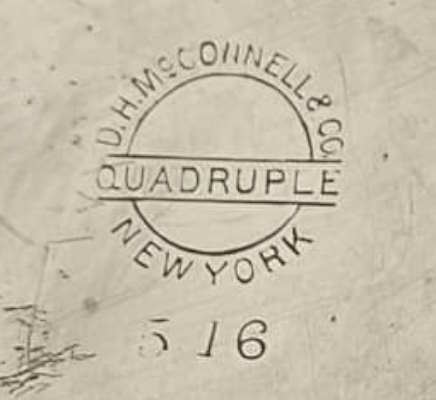 D.H.McCONNELL & CO.
QUADRUPLE
NEW YORK
516